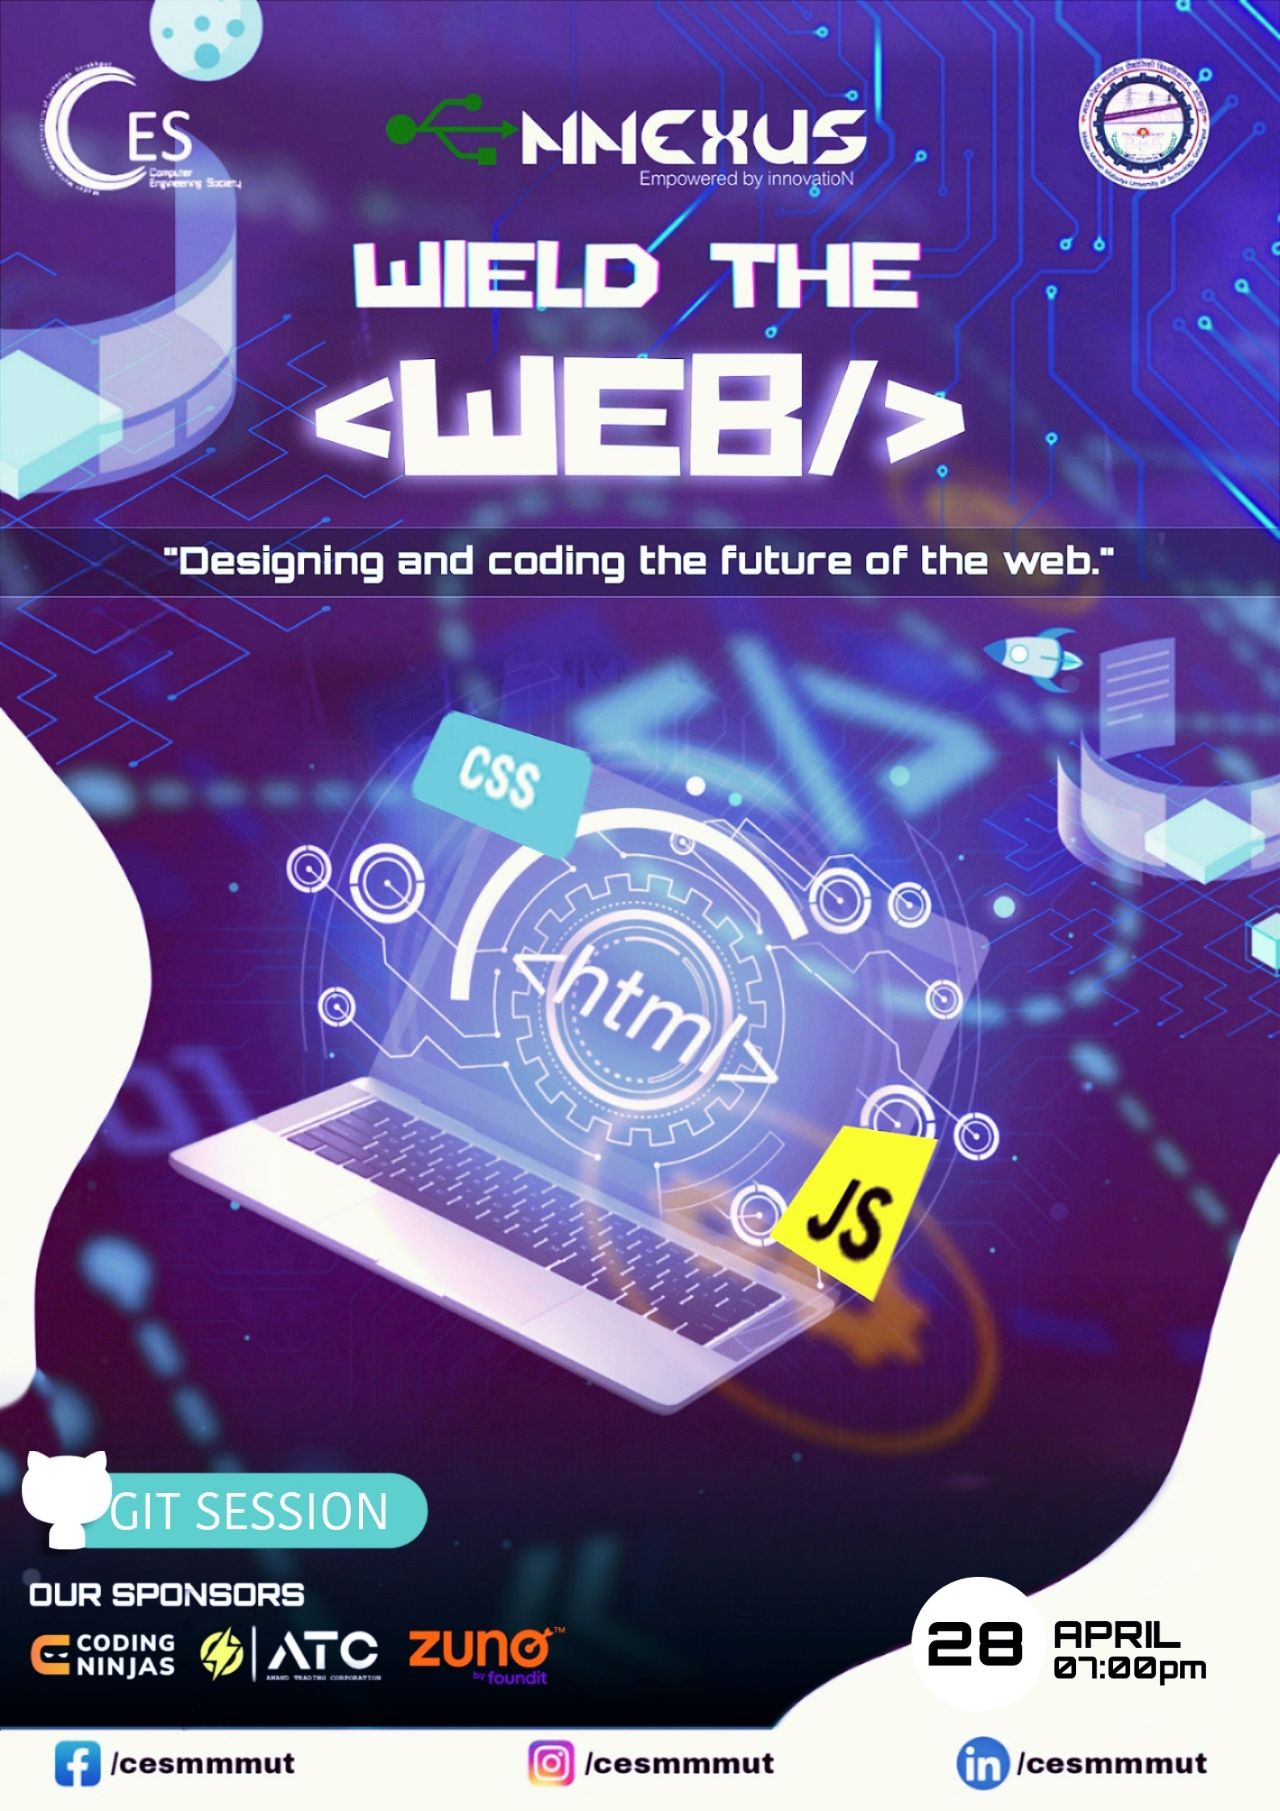 CES
Computer
Engineering Society
NNEXUS
Empowered by innovatioN
WIELD THE
<WEB/>
"Designing and coding the future of the web."
CSS
<html>
JS
GIT SESSION
OUR SPONSORS
CODING
NINJAS
ATC
ANAND TRADING CORPORATION
ZUNO™
by foundit
28
APRIL
07:00pm
/cesmmmut
/cesmmmut
/cesmmmut